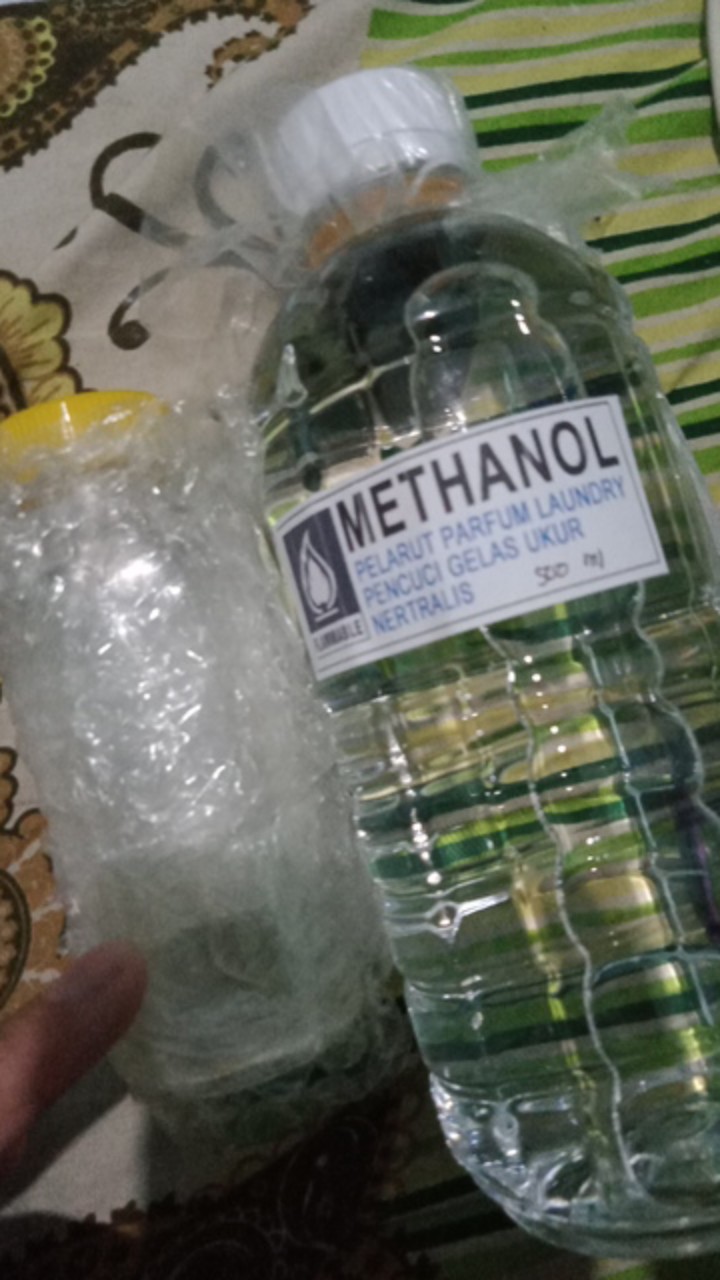 METHANOL
PELARUT PARFUM LAUNDRY
PENCUCI GELAS UKUR
NERTRALIS
500 ml